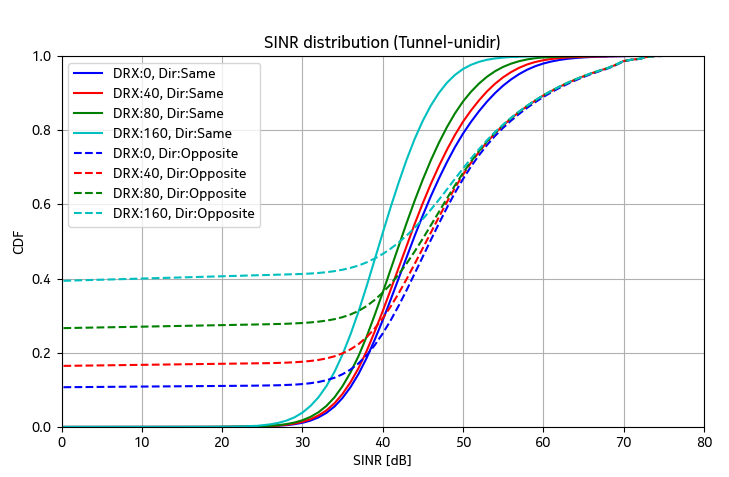 SINR distribution (Tunnel-unidir)
1.0
0.8
0.6
0.4
0.2
0.0
CDF
DRX:0, Dir:Same
DRX:40, Dir:Same
DRX:80, Dir:Same
DRX:160, Dir:Same
DRX:0, Dir:Opposite
DRX:40, Dir:Opposite
DRX:80, Dir:Opposite
DRX:160, Dir:Opposite
0 10 20 30 40 50 60 70 80
SINR [dB]